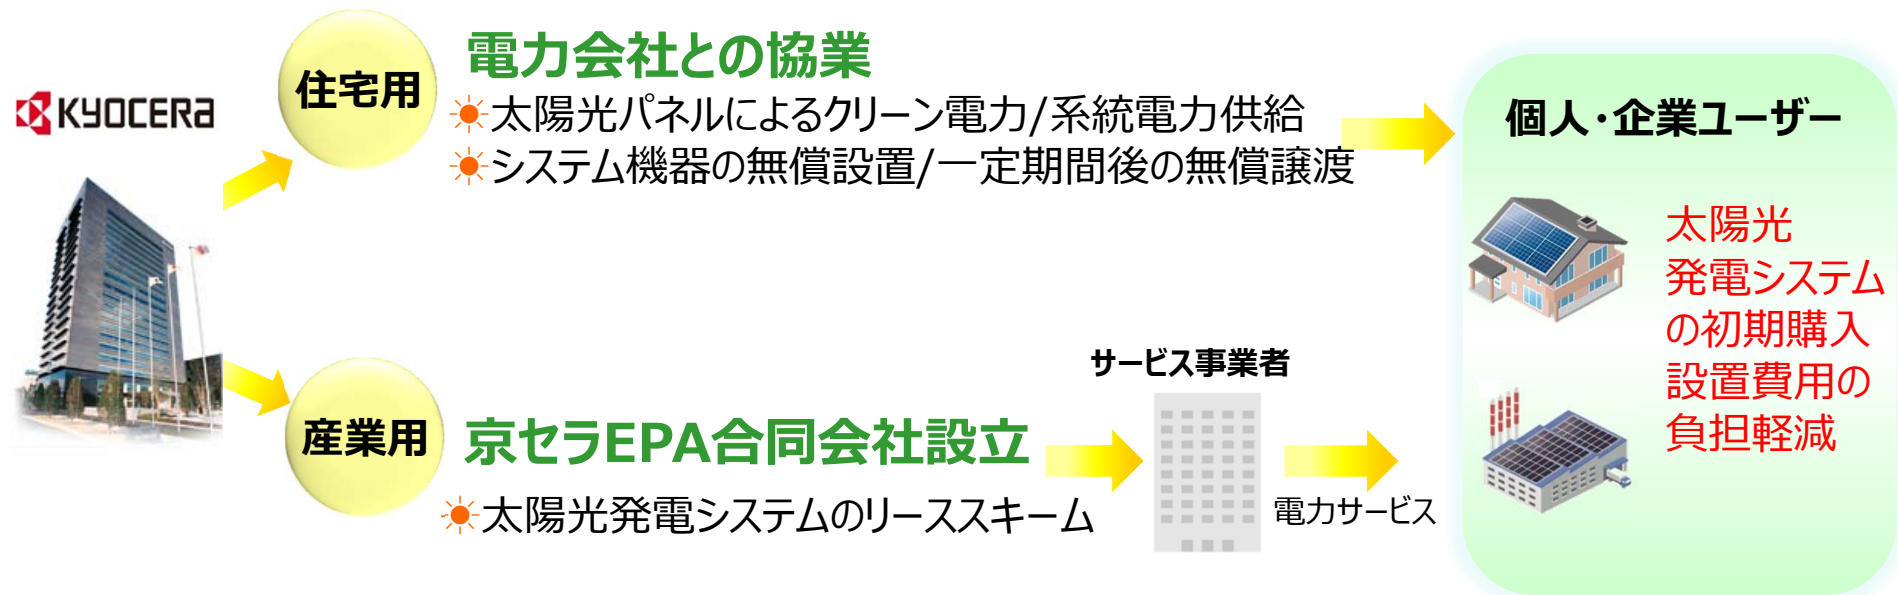 KYOCERA
住宅用
電力会社との協業
太陽光パネルによるクリーン電力/系統電力供給
システム機器の無償設置/一定期間後の無償譲渡
産業用
京セラEPA合同会社設立
太陽光発電システムのリーススキーム
サービス事業者
電力サービス
個人・企業ユーザー
太陽光
発電システム
の初期購入
設置費用の
負担軽減